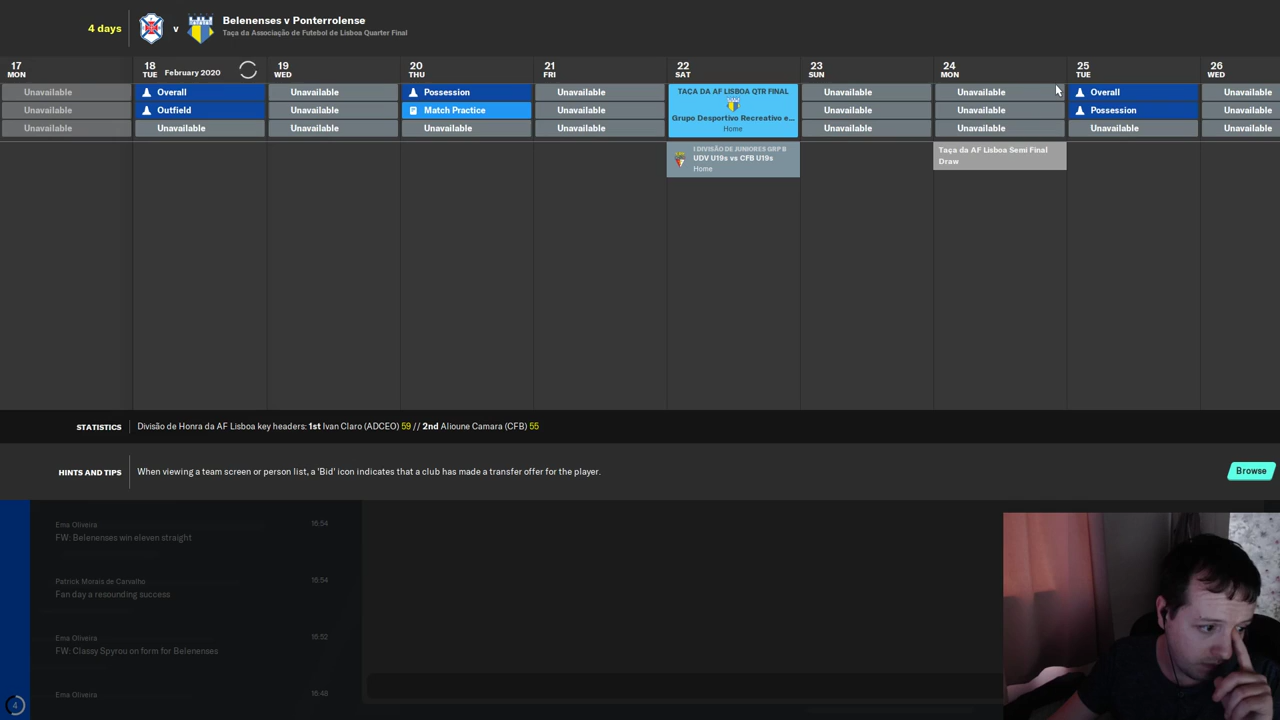 4 days
v
Belenenses v Ponterrolense
Taça da Associação de Futebol de Lisboa Quarter Final
17
MON
18
TUE February 2020
19
WED
20
THU
21
FRI
22
SAT
23
SUN
24
MON
25
TUE
26
WED
Unavailable
Overall
Unavailable
Possession
Unavailable
TAÇA DA AF LISBOA QTR FINAL
Unavailable
Unavailable
Overall
Unavailable
Unavailable
Outfield
Unavailable
Match Practice
Unavailable
Grupo Desportivo Recreativo e...
Unavailable
Unavailable
Possession
Unavailable
Unavailable
Unavailable
Unavailable
Unavailable
Unavailable
Home
Unavailable
Unavailable
Unavailable
Unavailable
I DIVISÃO DE JUNIORES GRP B
UDV U19s vs CFB U19s
Home
Taça da AF Lisboa Semi Final
Draw
STATISTICS
Divisão de Honra da AF Lisboa key headers: 1st Ivan Claro (ADCEO) 59 // 2nd Alioune Camara (CFB) 55
HINTS AND TIPS
When viewing a team screen or person list, a 'Bid' icon indicates that a club has made a transfer offer for the player.
Browse
Ema Oliveira 16:54
FW: Belenenses win eleven straight
Patrick Morais de Carvalho 16:54
Fan day a resounding success
Ema Oliveira 16:52
FW: Classy Spyrou on form for Belenenses
Ema Oliveira 16:48
4